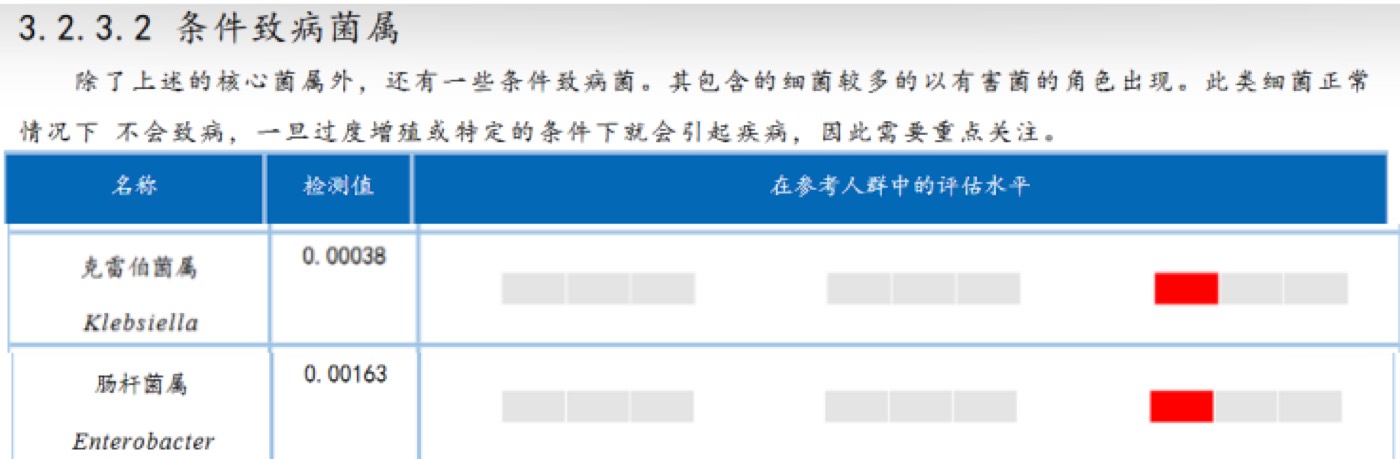 3.2.3.2 条件致病菌属
除了上述的核心菌属外，还有一些条件致病菌。其包含的细菌较多的以有害菌的角色出现。此类细菌正常
情况下 不会致病，一旦过度增殖或特定的条件下就会引起疾病，因此需要重点关注。
名称 检测值 在参考人群中的评估水平
克雷伯菌属 0.00038
Klebsiella
肠杆菌属 0.00163
Enterobacter